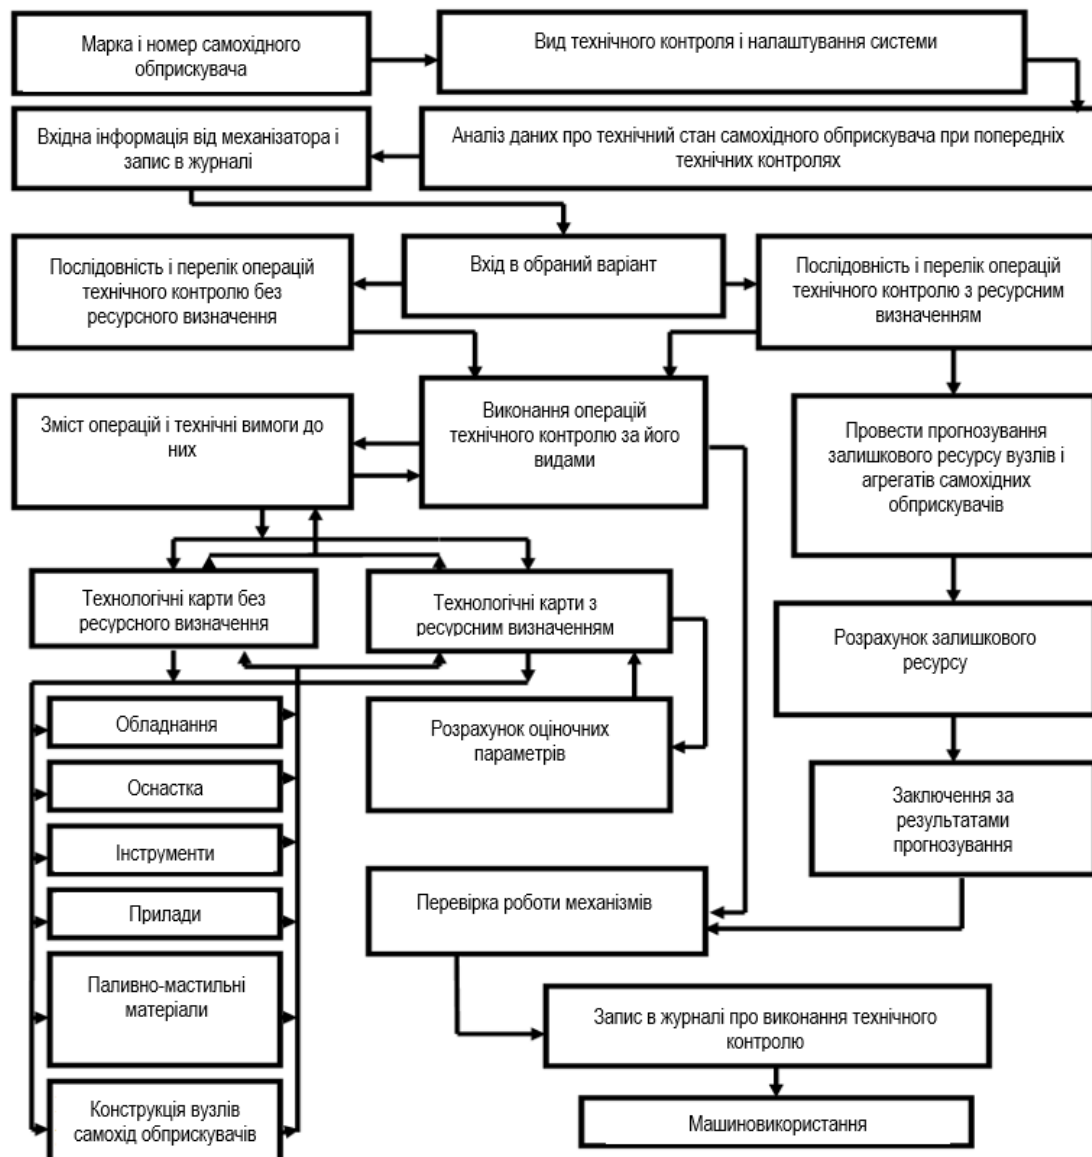 Марка і номер самохідного
обприскувача
Вид технічного контроля і налаштування системи
Вхідна інформація від механізатора і
запис в журналі
Аналіз даних про технічний стан самохідного обприскувача при попередніх
технічних контролях
Послідовність і перелік операцій
технічного контролю без
ресурсного визначення
Вхід в обраний варіант
Послідовність і перелік операцій
технічного контролю з ресурсним
визначенням
Зміст операцій і технічні вимоги до
них
Виконання операцій
технічного контролю за його
видами
Провести прогнозування
залишкового ресурсу вузлів і
агрегатів самохідних
обприскувачів
Технологічні карти без
ресурсного визначення
Технологічні карти з
ресурсним визначенням
Розрахунок залишкового
ресурсу
Обладнання
Оснастка
Інструменти
Прилади
Паливно-мастильні
матеріали
Конструкція вузлів
самохід обприскувачів
Розрахунок оціночних
параметрів
Заключення за
результатами
прогнозування
Перевірка роботи механізмів
Запис в журналі про виконання технічного
контролю
Машиновикористання